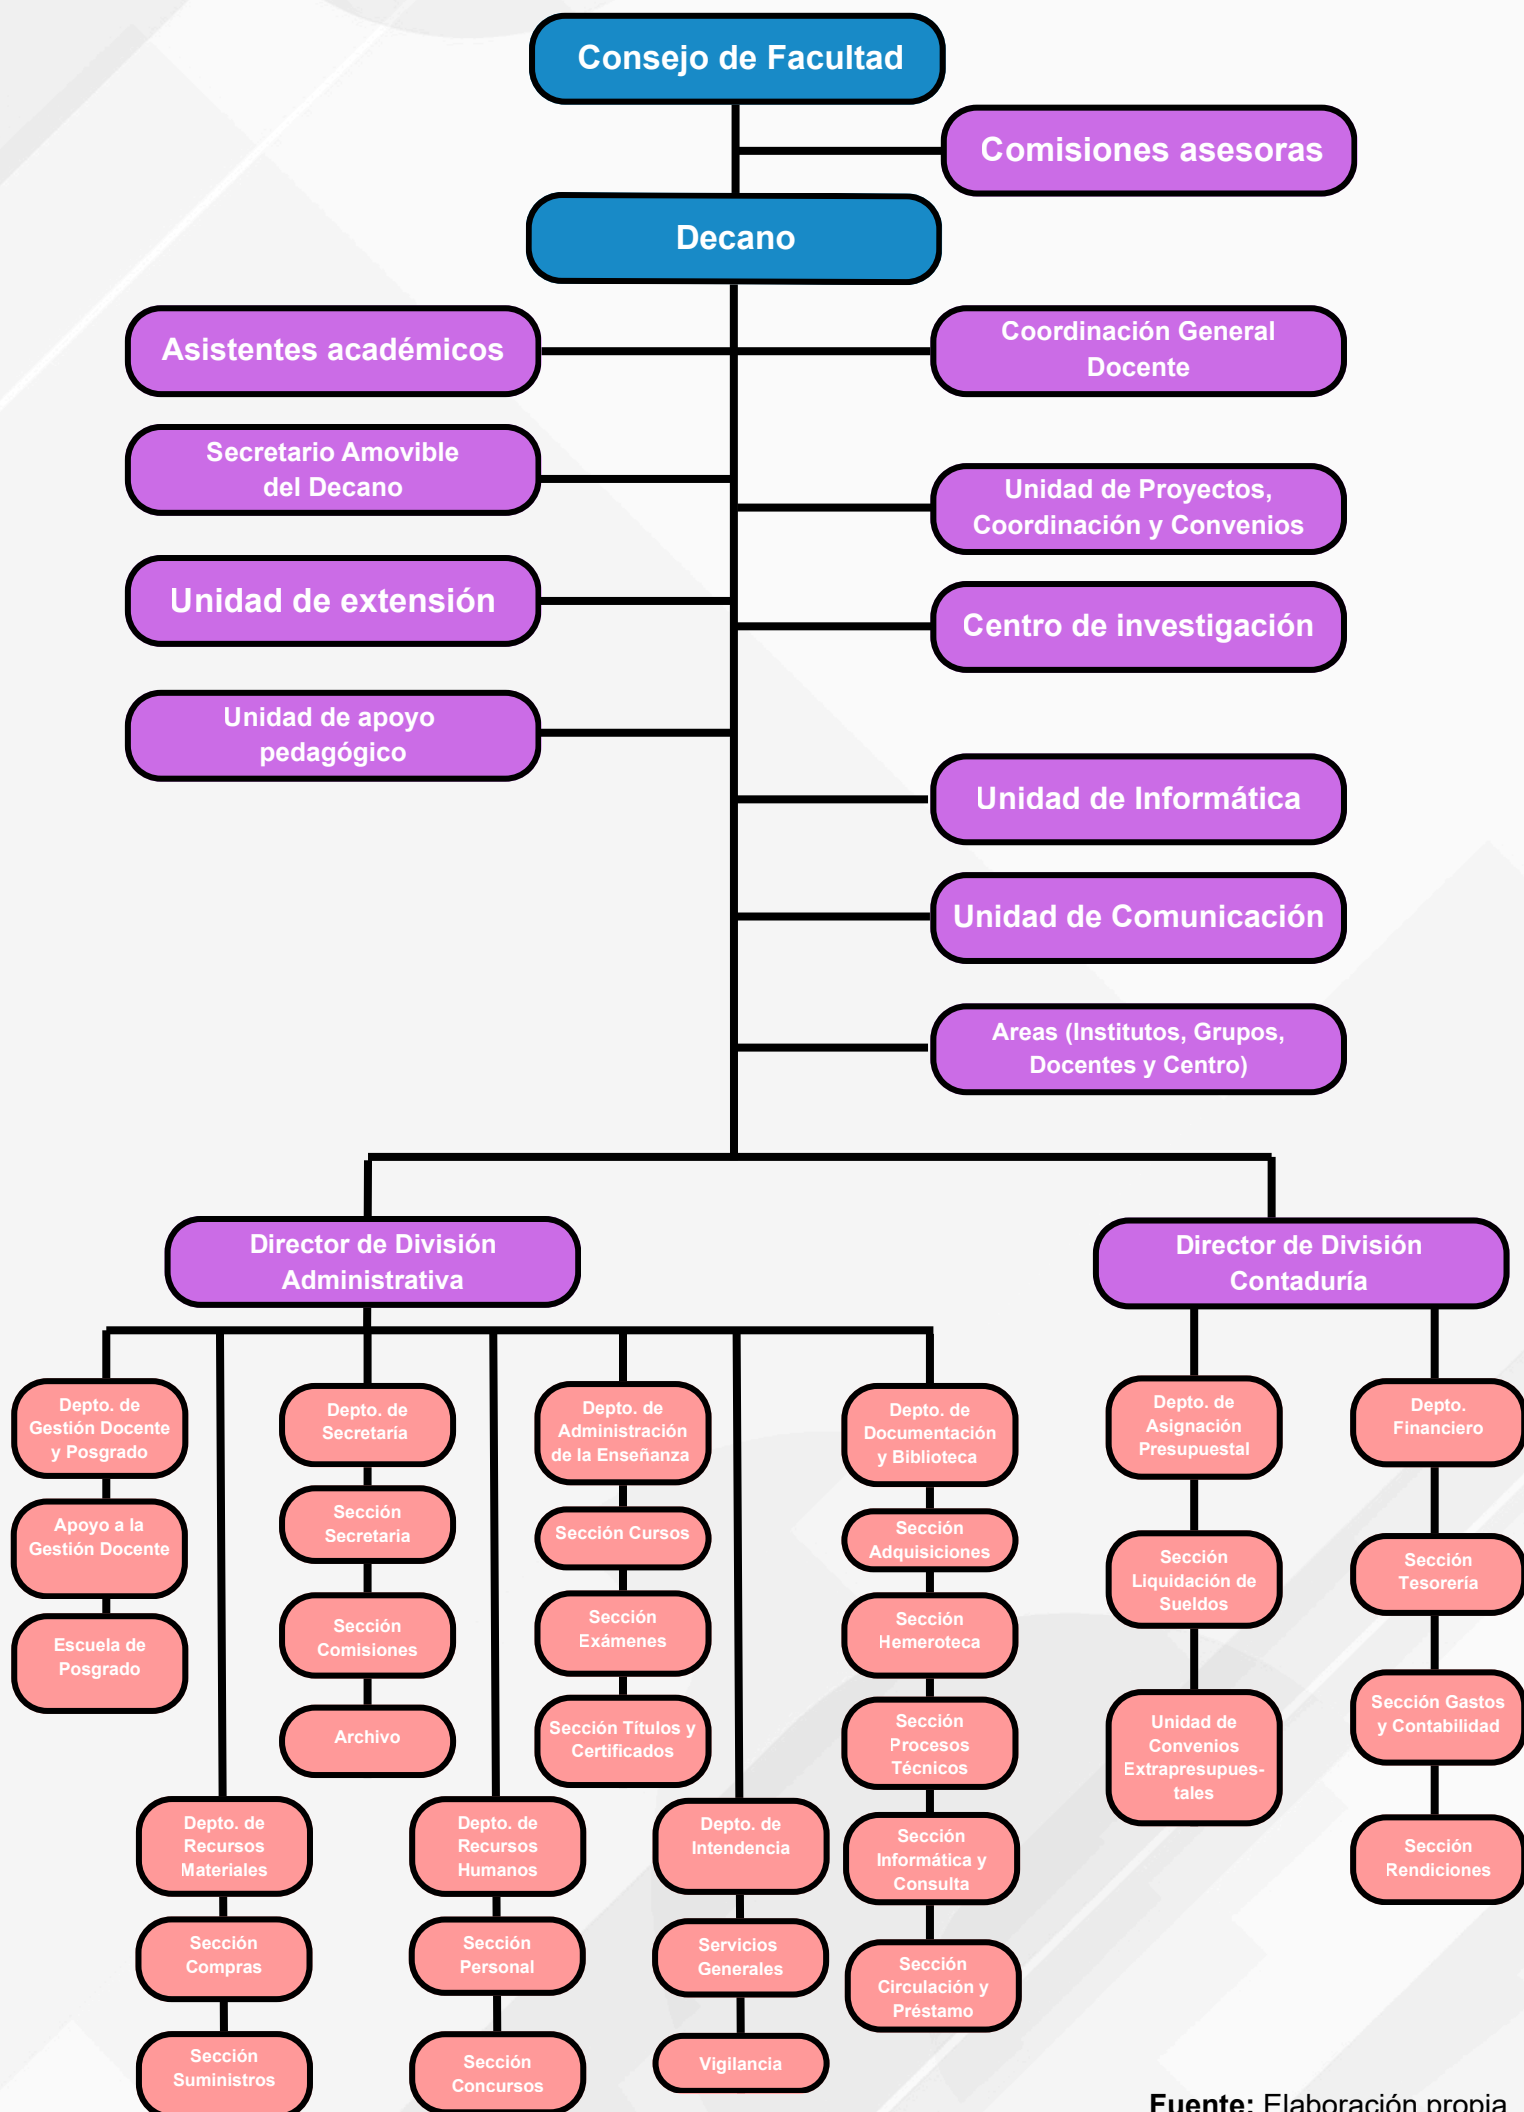 Consejo de Facultad
Comisiones asesoras
Decano
Asistentes académicos
Coordinación General
Docente
Secretario Amovible
del Decano
Unidad de Proyectos,
Coordinación y Convenios
Unidad de extensión
Centro de investigación
Unidad de apoyo
pedagógico
Unidad de Informática
Unidad de Comunicación
Areas (Institutos, Grupos,
Docentes y Centro)
Director de División
Administrativa
Director de División
Contaduría
Depto. de
Gestión Docente
y Posgrado
Apoyo a la
Gestión Docente
Escuela de
Posgrado
Depto. de
Recursos
Materiales
Sección
Compras
Sección
Suministros
Depto. de
Secretaría
Sección
Secretaria
Sección
Comisiones
Archivo
Depto. de
Recursos
Humanos
Sección
Personal
Sección
Concursos
Depto. de
Administración
de la Enseñanza
Sección Cursos
Sección
Exámenes
Sección Títulos y
Certificados
Depto. de
Intendencia
Servicios
Generales
Vigilancia
Depto. de
Documentación
y Biblioteca
Sección
Adquisiciones
Sección
Hemeroteca
Sección
Procesos
Técnicos
Sección
Informática y
Consulta
Sección
Circulación y
Préstamo
Depto. de
Asignación
Presupuestal
Sección
Liquidación de
Sueldos
Unidad de
Convenios
Extrapresupues-
tales
Depto.
Financiero
Sección
Tesorería
Sección Gastos
y Contabilidad
Sección
Rendiciones
Fuente: Elaboración propia